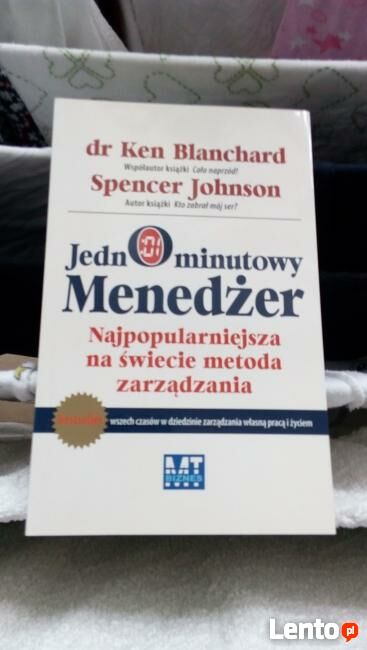 dr Ken Blanchard
Współautor książki Cała naprzód!
Spencer Johnson
Autor książki Kto zabrał mój ser?
Jednominutowy
Menedżer
Najpopularniejsza
na świecie metoda
zarządzania
Bestseller wszech czasów w dziedzinie zarządzania własną pracą i życiem
MT
BIZNES
Lento.pl